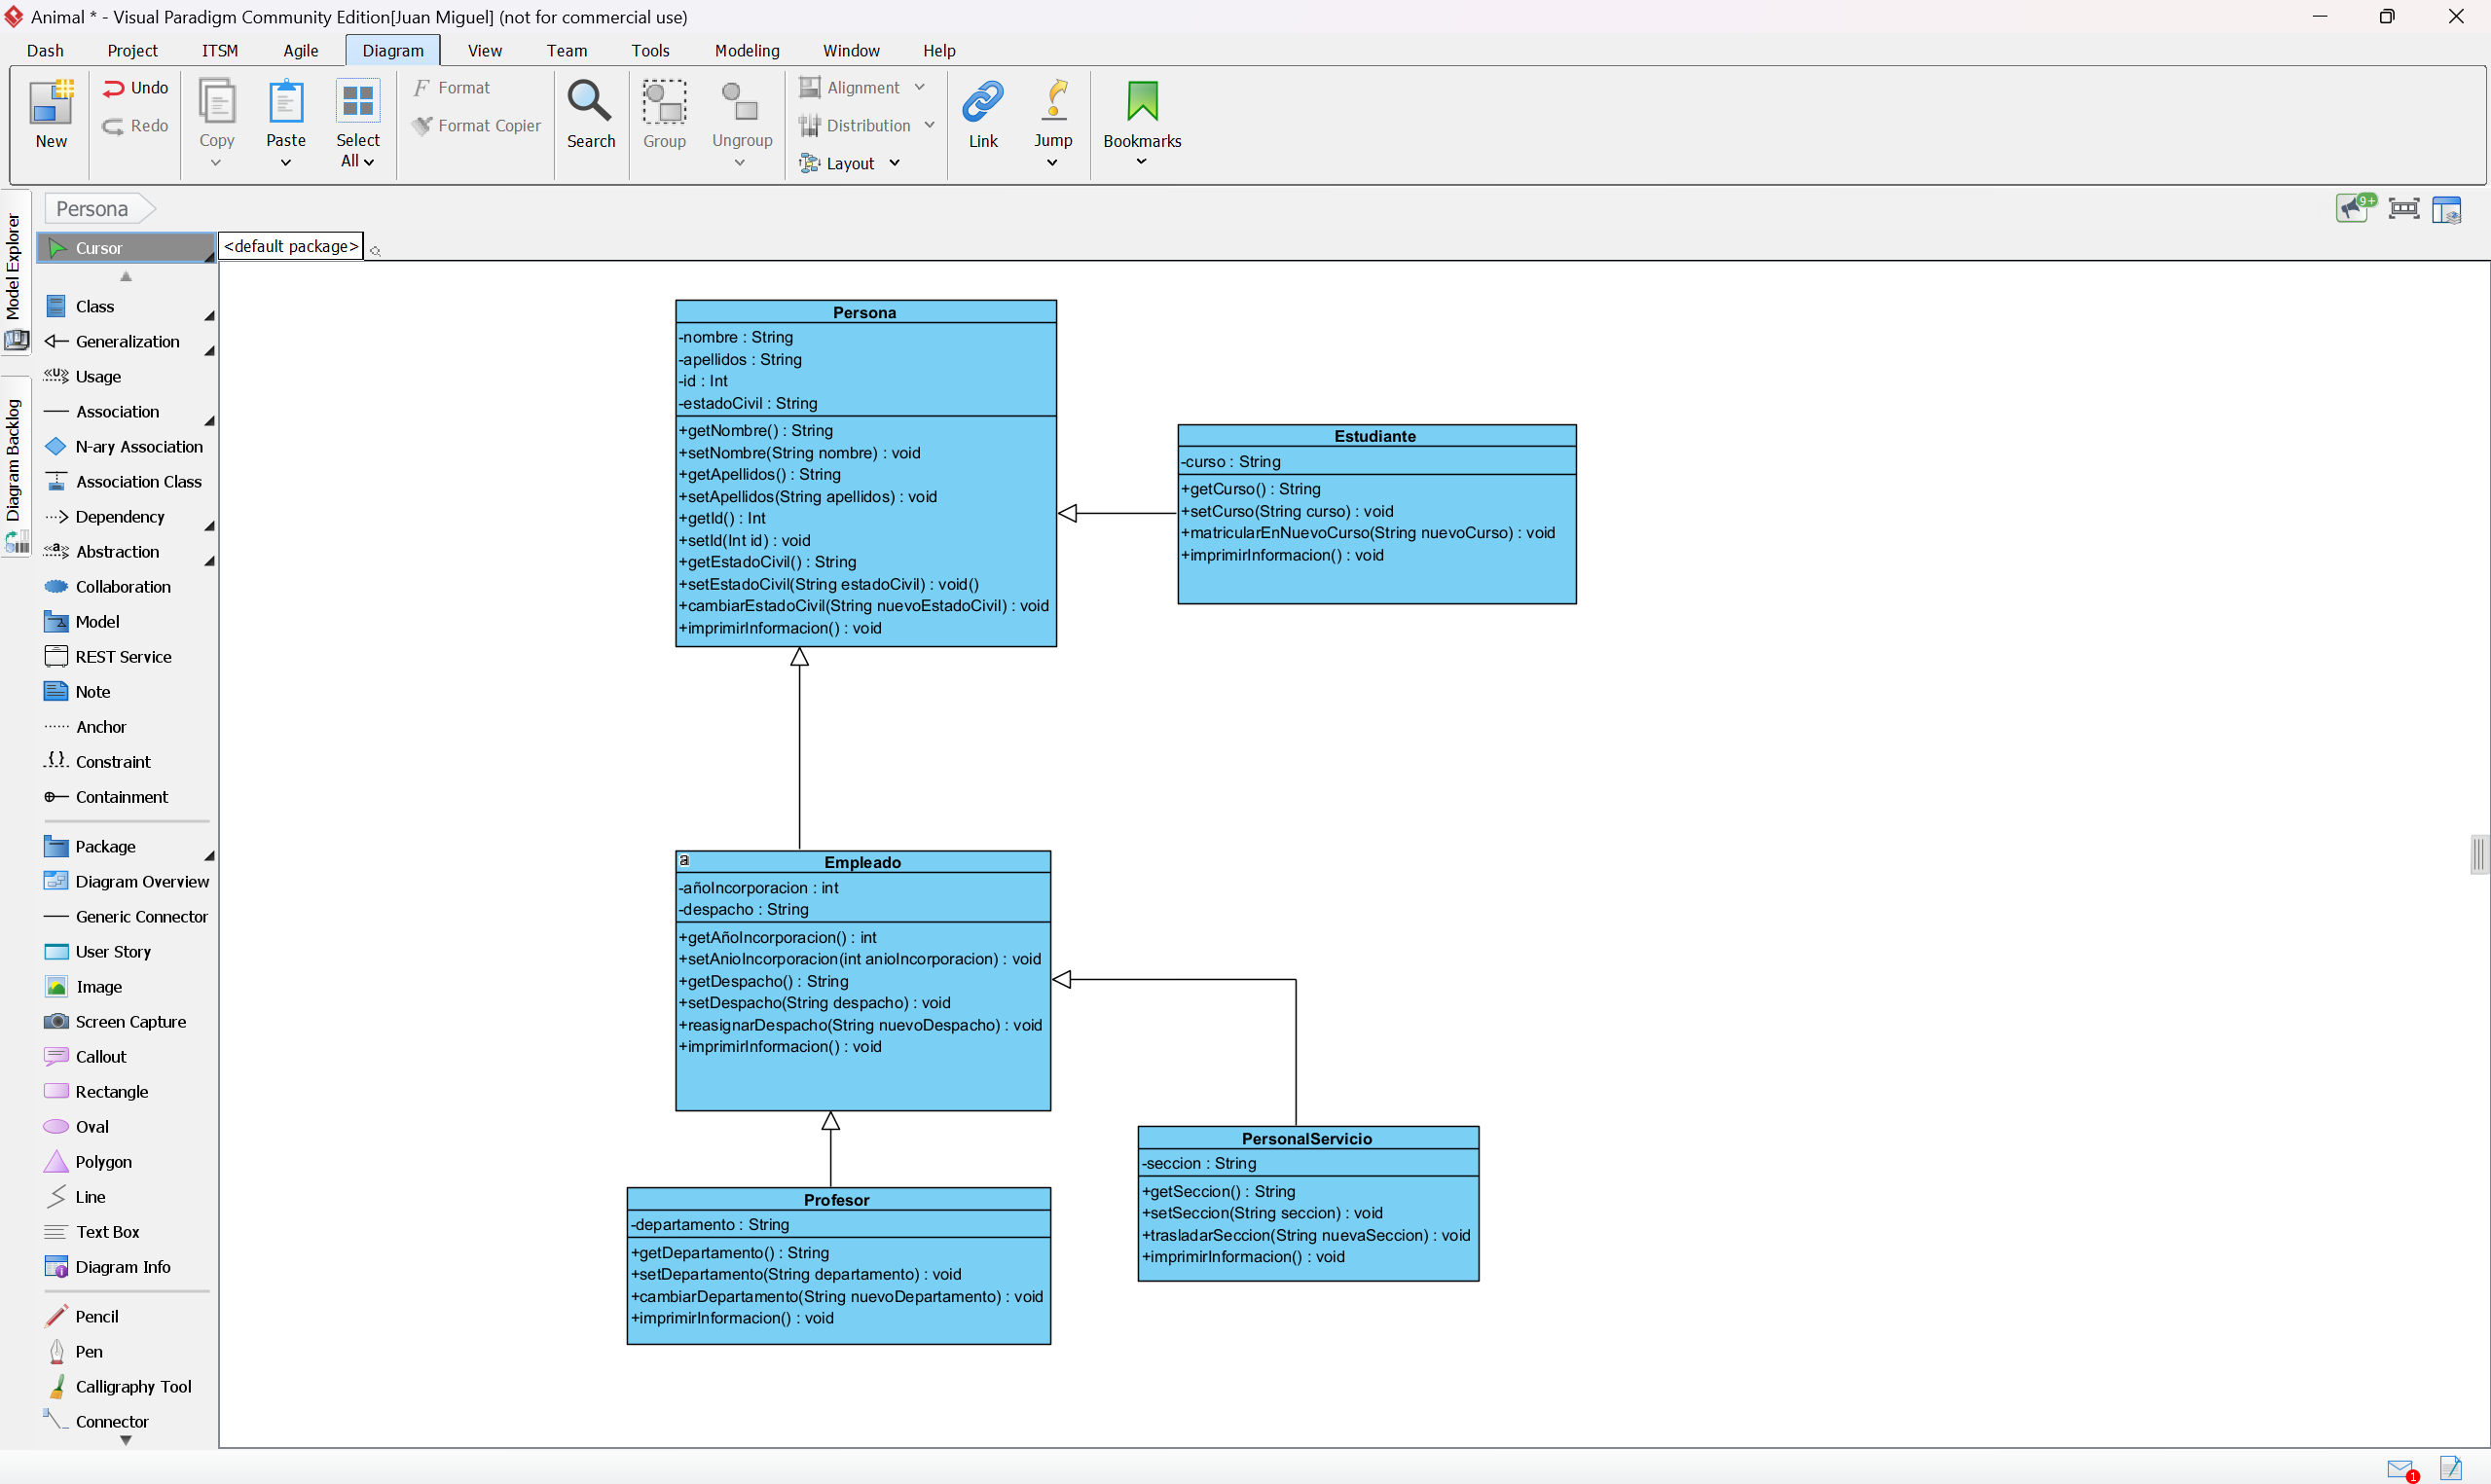 Animal * - Visual Paradigm Community Edition[Juan Miguel] (not for commercial use)
Dash Project ITSM Agile Diagram View Team Tools Modeling Window Help
New
Undo
Redo
Copy
Paste
Select
All
Format
Format Copier
Search
Group
Ungroup
Alignment
Distribution
Layout
Link
Jump
Bookmarks
Model Explorer
Diagram Backlog
Persona
9+
<default package>
Cursor
Class
Generalization
Usage
Association
N-ary Association
Association Class
Dependency
Abstraction
Collaboration
Model
REST Service
Note
Anchor
Constraint
Containment
Package
Diagram Overview
Generic Connector
User Story
Image
Screen Capture
Callout
Rectangle
Oval
Polygon
Line
Text Box
Diagram Info
Pencil
Pen
Calligraphy Tool
Connector
Persona
-nombre : String
-apellidos : String
-id : Int
-estadoCivil : String
+getNombre() : String
+setNombre(String nombre) : void
+getApellidos() : String
+setApellidos(String apellidos) : void
+getId() : Int
+setId(Int id) : void
+getEstadoCivil() : String
+setEstadoCivil(String estadoCivil) : void()
+cambiarEstadoCivil(String nuevoEstadoCivil) : void
+imprimirInformacion() : void
Estudiante
-curso : String
+getCurso() : String
+setCurso(String curso) : void
+matricularEnNuevoCurso(String nuevoCurso) : void
+imprimirInformacion() : void
a
Empleado
-añoIncorporacion : int
-despacho : String
+getAñoIncorporacion() : int
+setAnioIncorporacion(int anioIncorporacion) : void
+getDespacho() : String
+setDespacho(String despacho) : void
+reasignarDespacho(String nuevoDespacho) : void
+imprimirInformacion() : void
PersonalServicio
-seccion : String
+getSeccion() : String
+setSeccion(String seccion) : void
+trasladarSeccion(String nuevaSeccion) : void
+imprimirInformacion() : void
Profesor
-departamento : String
+getDepartamento() : String
+setDepartamento(String departamento) : void
+cambiarDepartamento(String nuevoDepartamento) : void
+imprimirInformacion() : void
1